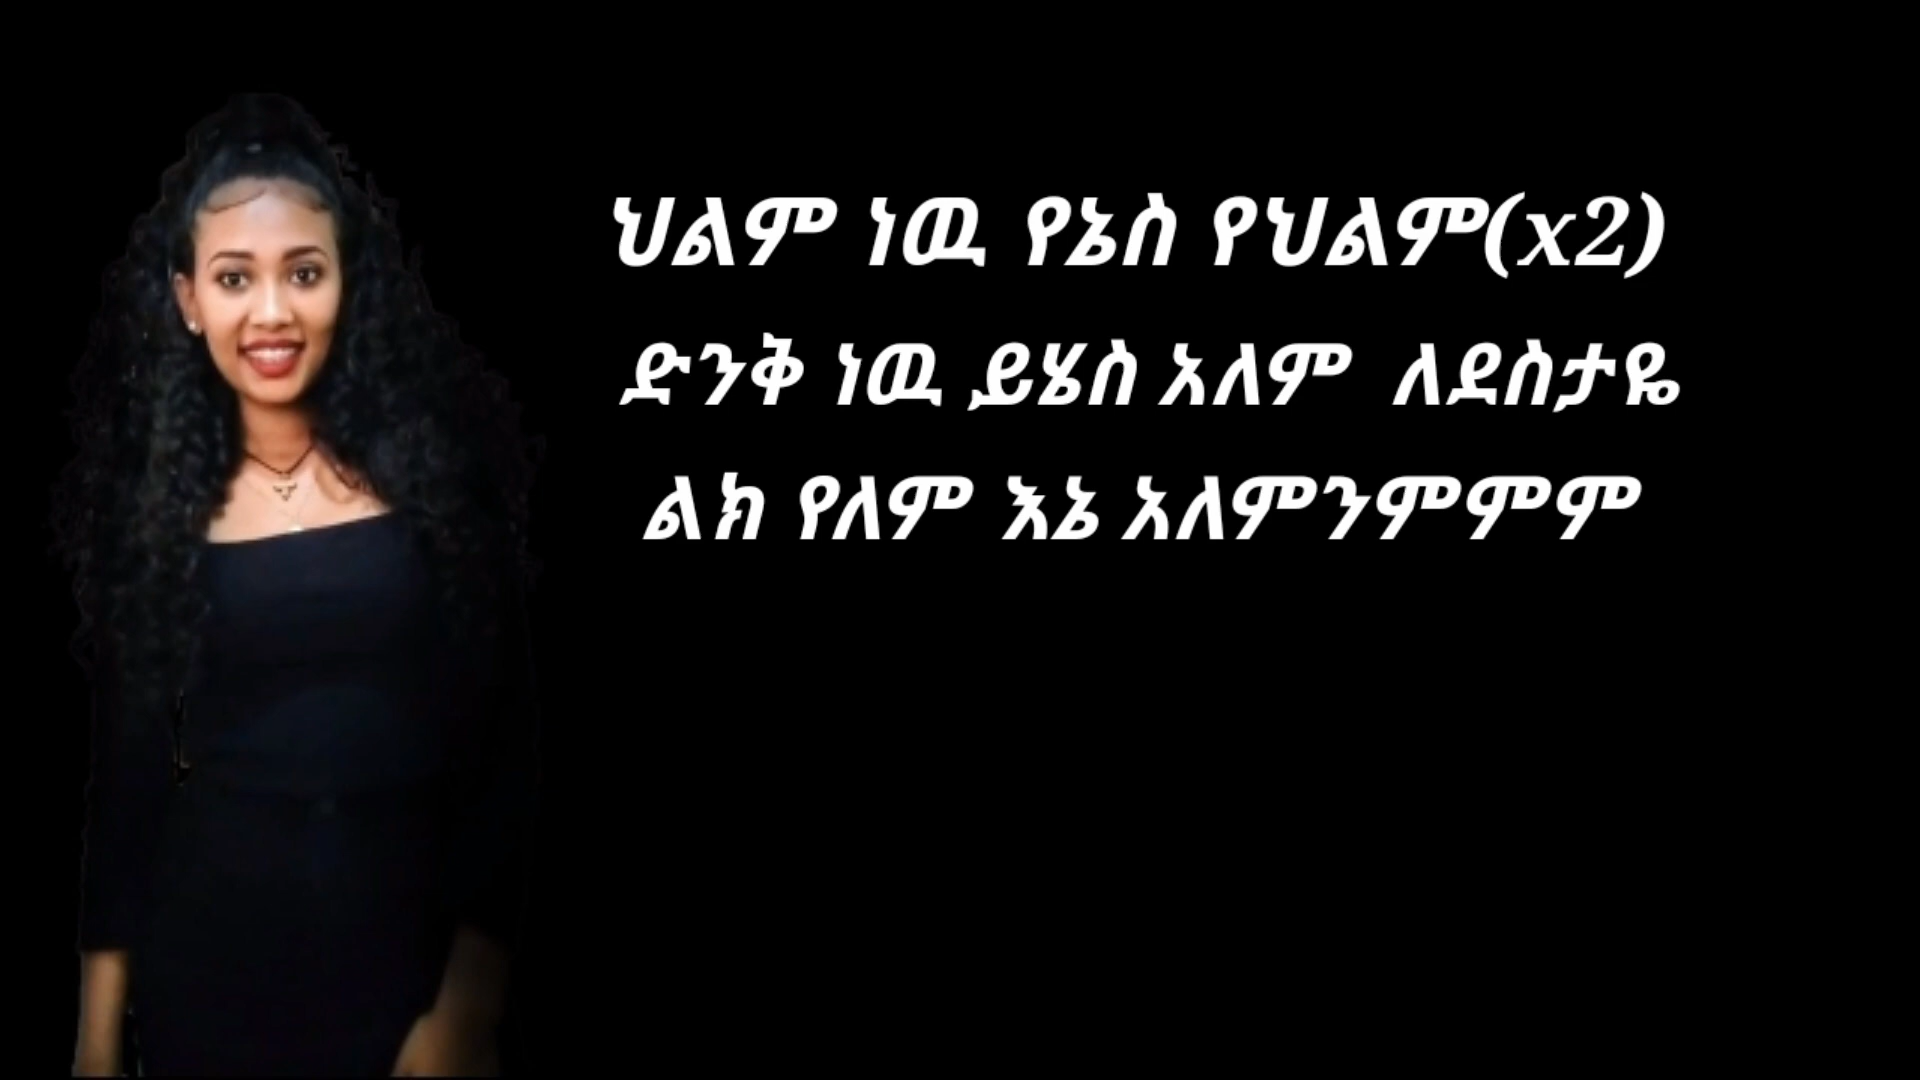 ህልም ነዉ የኔስ የህልም(x2)
ድንቅ ነዉ ,ይሄስ አለም ለደስታዬ
ልክ የለም እኔ አለምንምምም